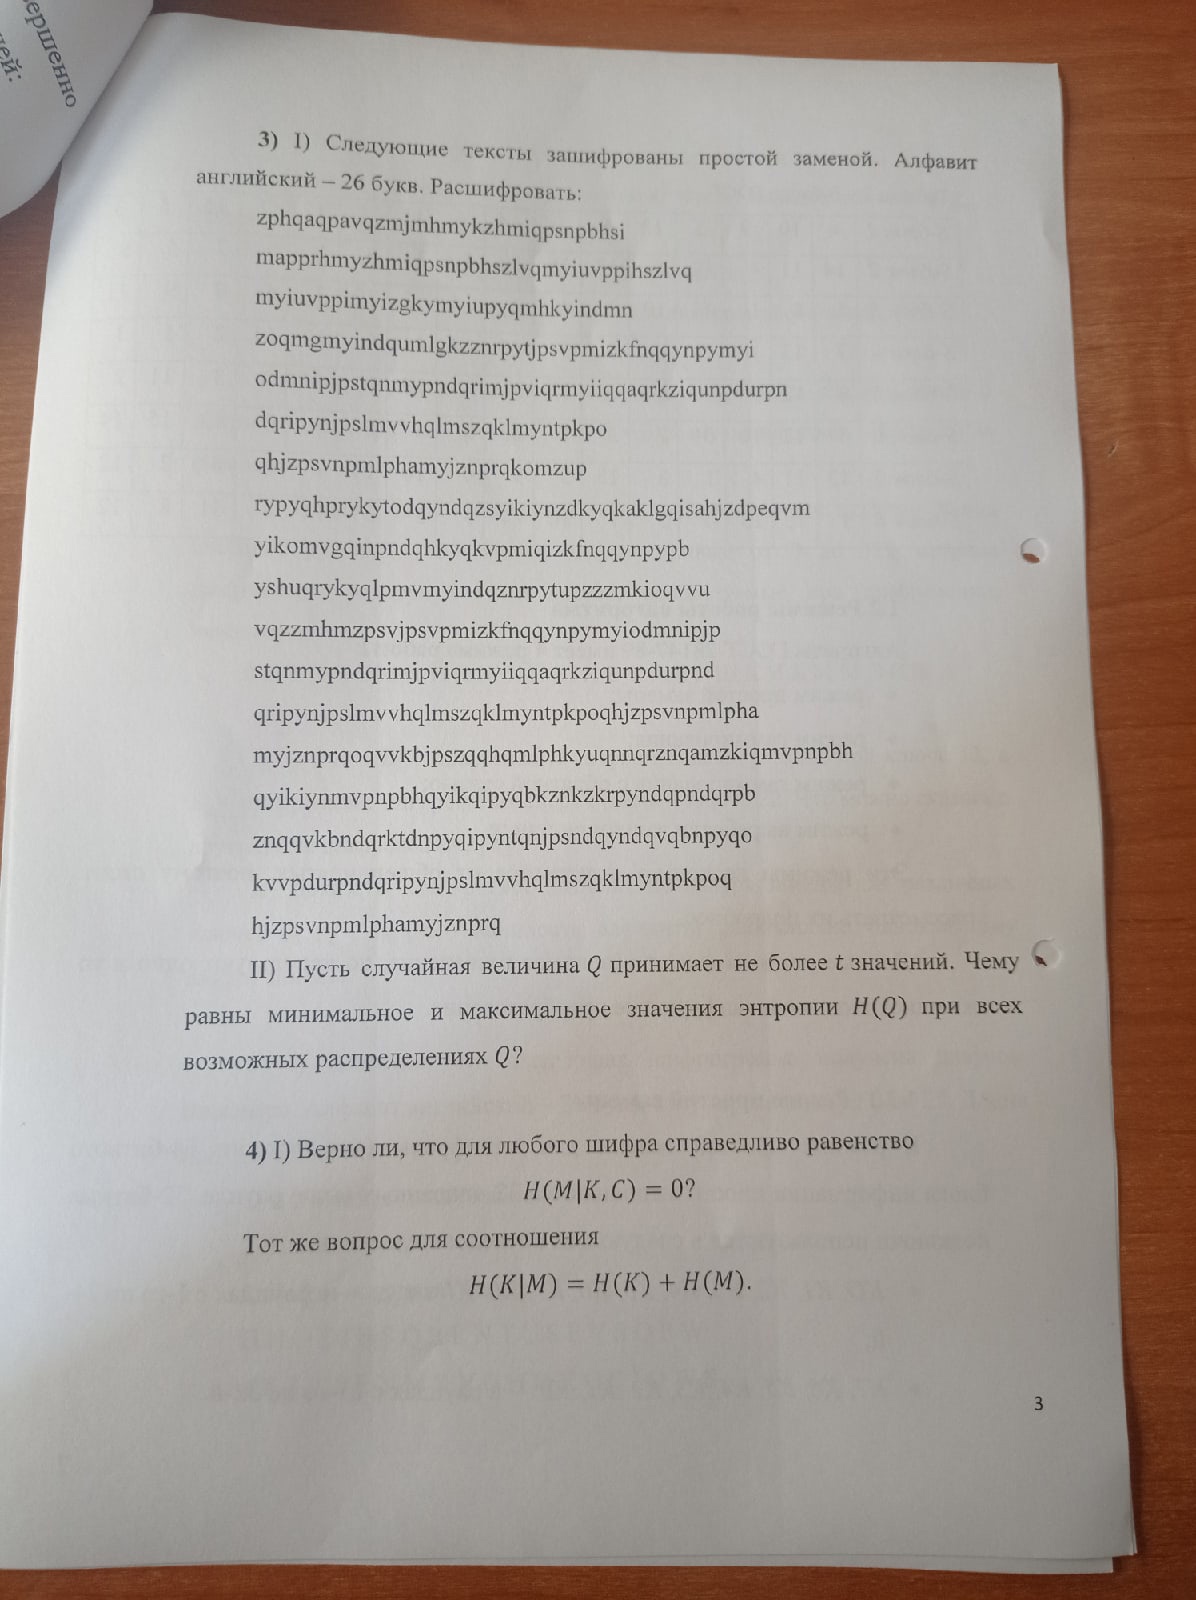 ершенно
ей:
3) I) Следующие тексты зашифрованы простой заменой. Алфавит
английский – 26 букв. Расшифровать:
zphqaqpavqzmjmhmykzhmiqpsnpbhsi
mapprhmyzhmiqpsnpbhszlvqmyiuvppihszlvq
myiuvppimyizgkymyiupyqmhkyindmn
zoqmgmyindqumlgkzznrpytjpsvpmizkfnqqynpymyi
odmnipjpstqnmypndqrimjpviqrmyiiqqaqrkziqunpdurpn
dqripynjpslmvvhqlmszqklmyntpkpo
qhjzpsvnpmlphamyjznprqkomzup
rypyqhprykytodqyndqzsyikiynzdkyqkaklgqisahjzdpeqvm
yikomvgqinpndqhkyqkvpmiqizkfnqqynpypb
yshuqrykyqlpmvmyindqznrpytupzzzmkioqvvu
vqzzmhmzpsvjpsvpmizkfnqqynpymyiodmnipjp
stqnmypndqrimjpviqrmyiiqqaqrkziqunpdurpnd
qripynjpslmvvhqlmszqklmyntpkpoqhjzpsvnpmlpha
myjznprqoqvvkbjpszqqhqmlphkyuqnnqrznqamzkiqmvpnpbh
qyikiynmvpnpbhqyikqipyqbkznkzkrpyndqpndqrpb
znqqvkbndqrktdnpyqipyntqnjpsndqyndqvqbnpyqo
kvvpdurpndqripynjpslmvvhqlmszqklmyntpkpoq
hjzpsvnpmlphamyjznprq
II) Пусть случайная величина Q принимает не более t значений. Чему
равны минимальное и максимальное значения энтропии H(Q) при всех
возможных распределениях Q?
4) I) Верно ли, что для любого шифра справедливо равенство
H(M|K, C) = 0?
Тот же вопрос для соотношения
H(K|M) = H(K) + H(M).
3